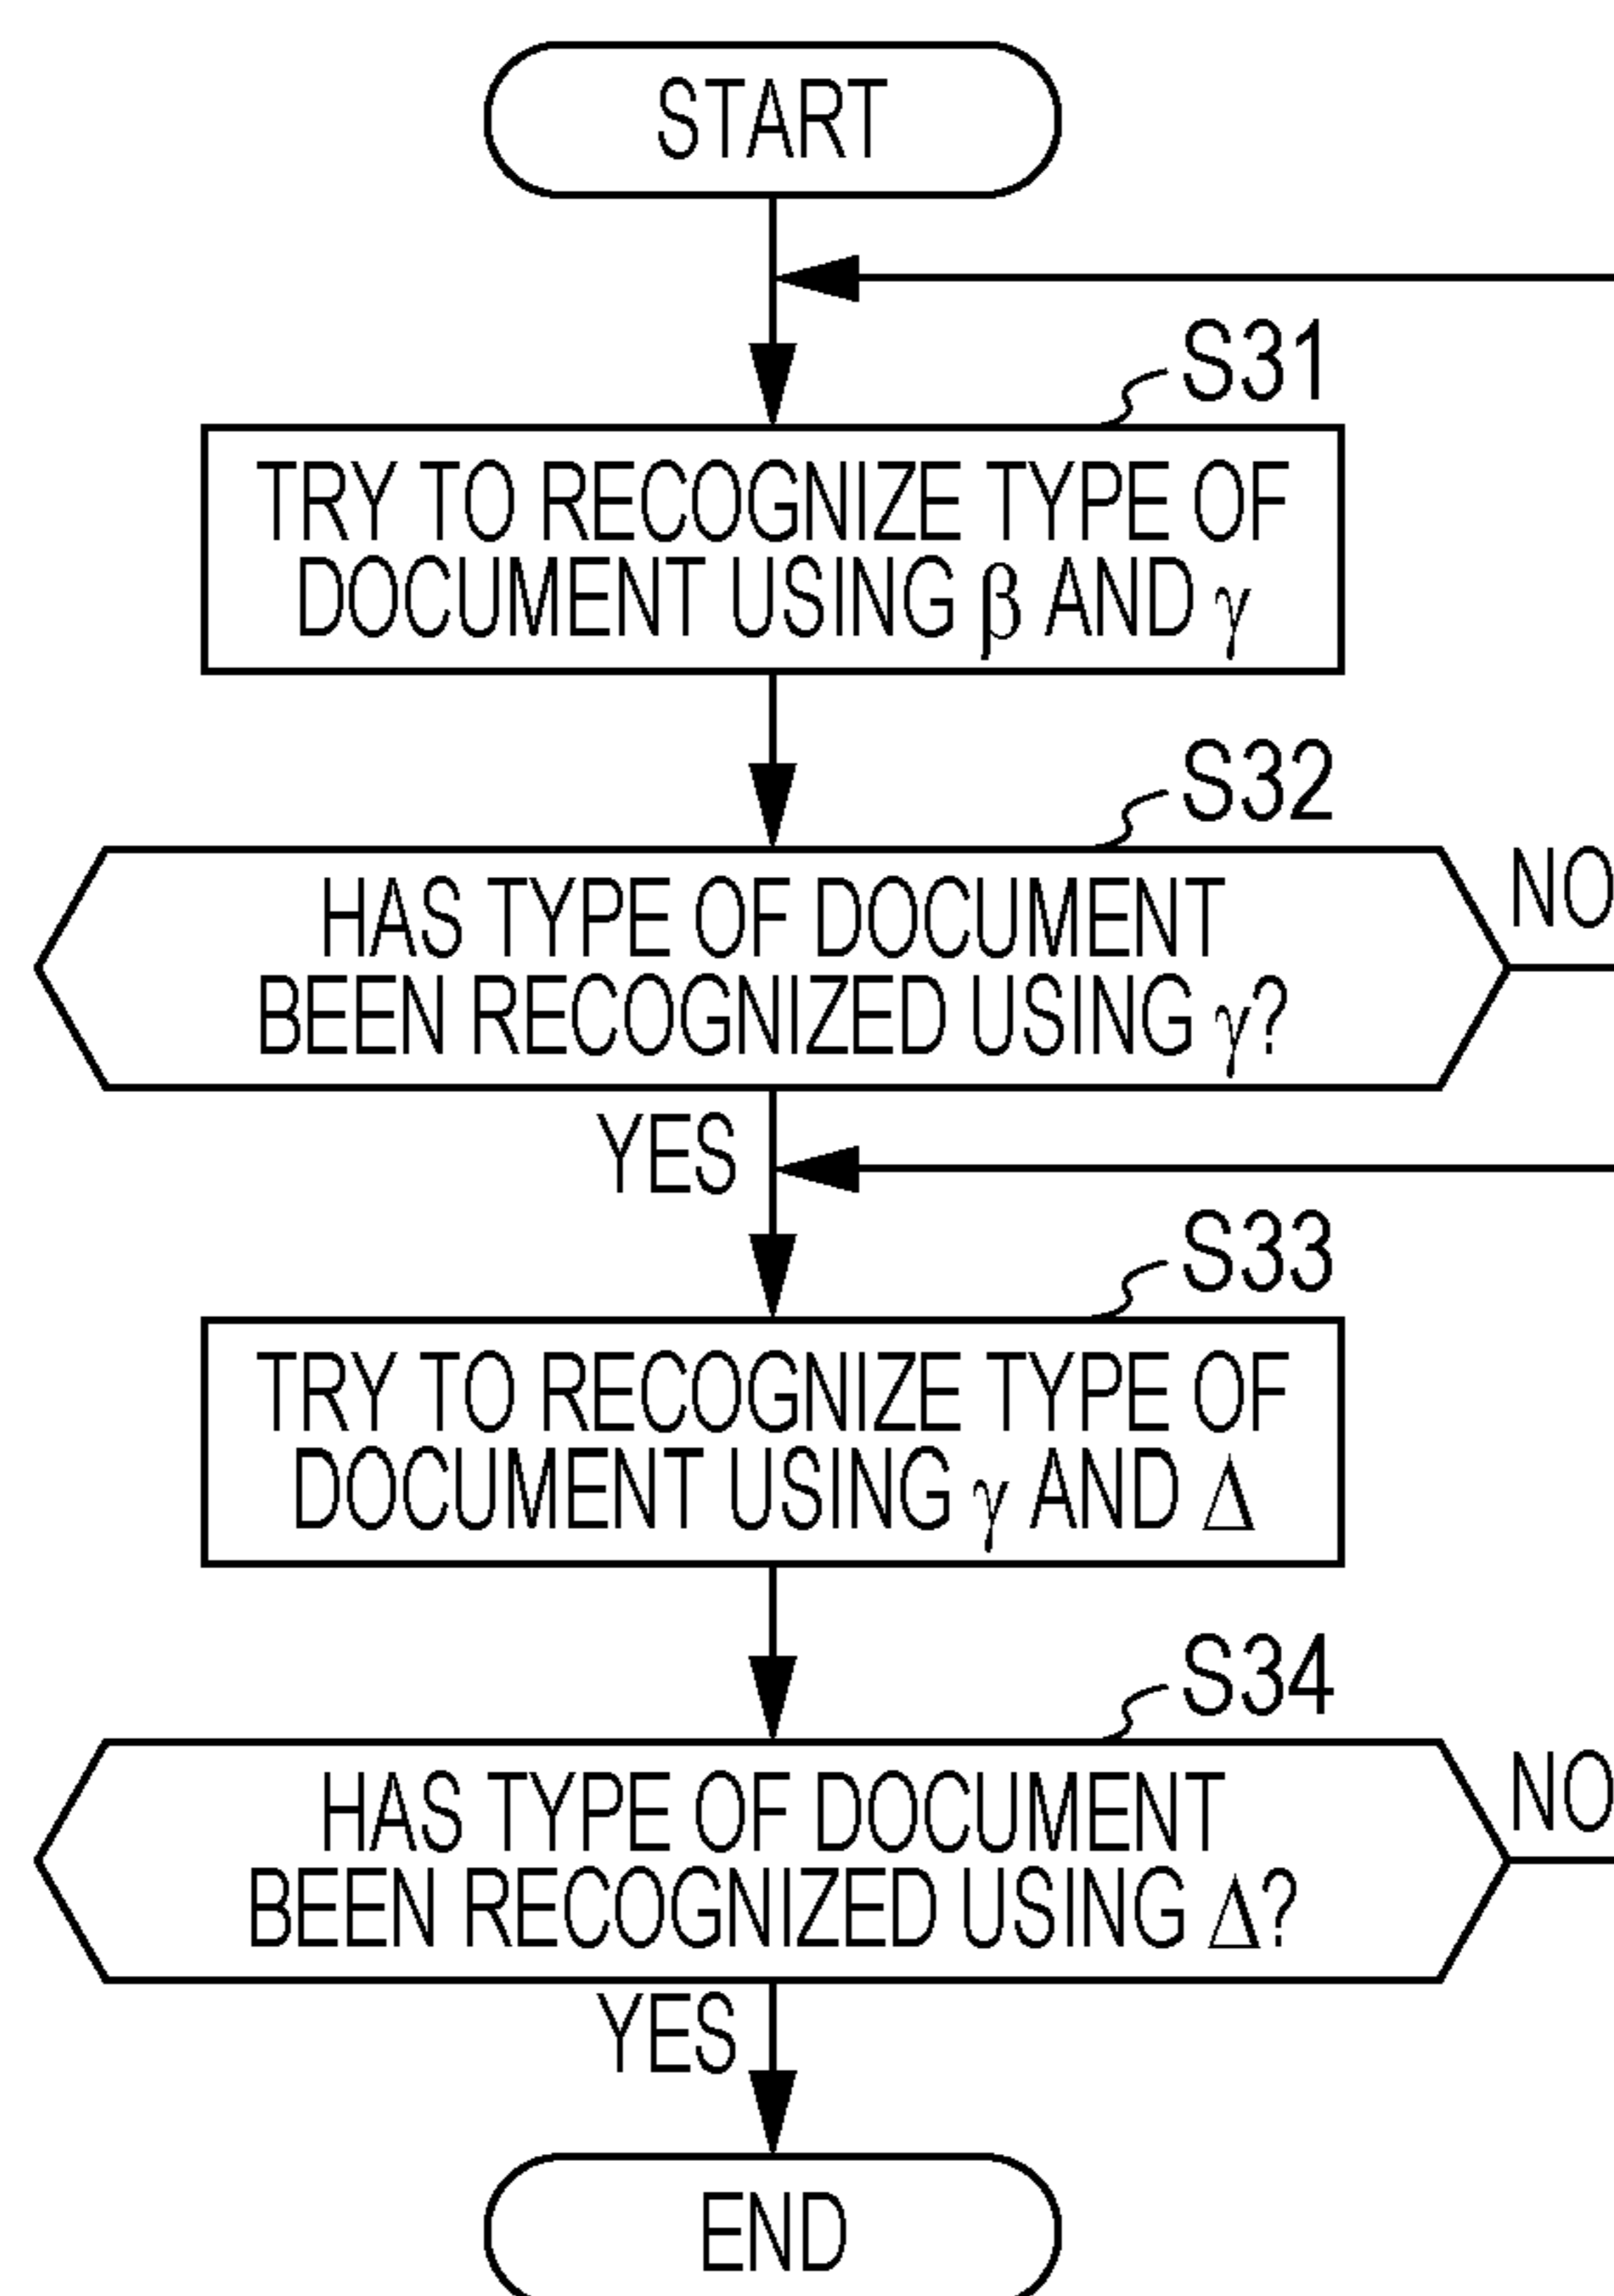 START
S31
TRY TO RECOGNIZE TYPE OF
DOCUMENT USING β AND γ
S32
HAS TYPE OF DOCUMENT
BEEN RECOGNIZED USING γ?
NO
YES
S33
TRY TO RECOGNIZE TYPE OF
DOCUMENT USING γ AND Δ
S34
HAS TYPE OF DOCUMENT
BEEN RECOGNIZED USING Δ?
NO
YES
END